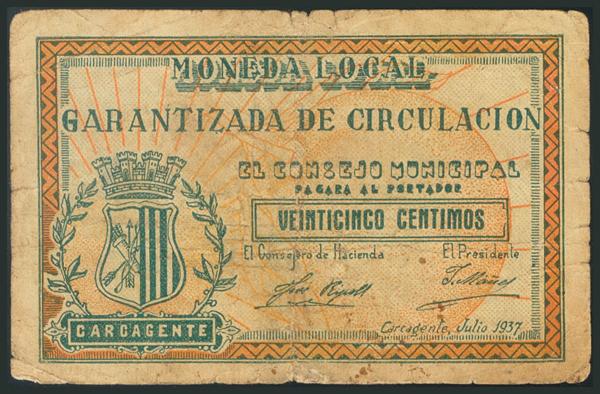 MONEDA LOCAL
GARANTIZADA DE CIRCULACION
EL CONSEJO MUNICIPAL
PAGARA AL PORTADOR
VEINTICINCO CENTIMOS
El Consejero de Hacienda El Presidente
Carcagente, Julio 1937.
CARCAGENTE